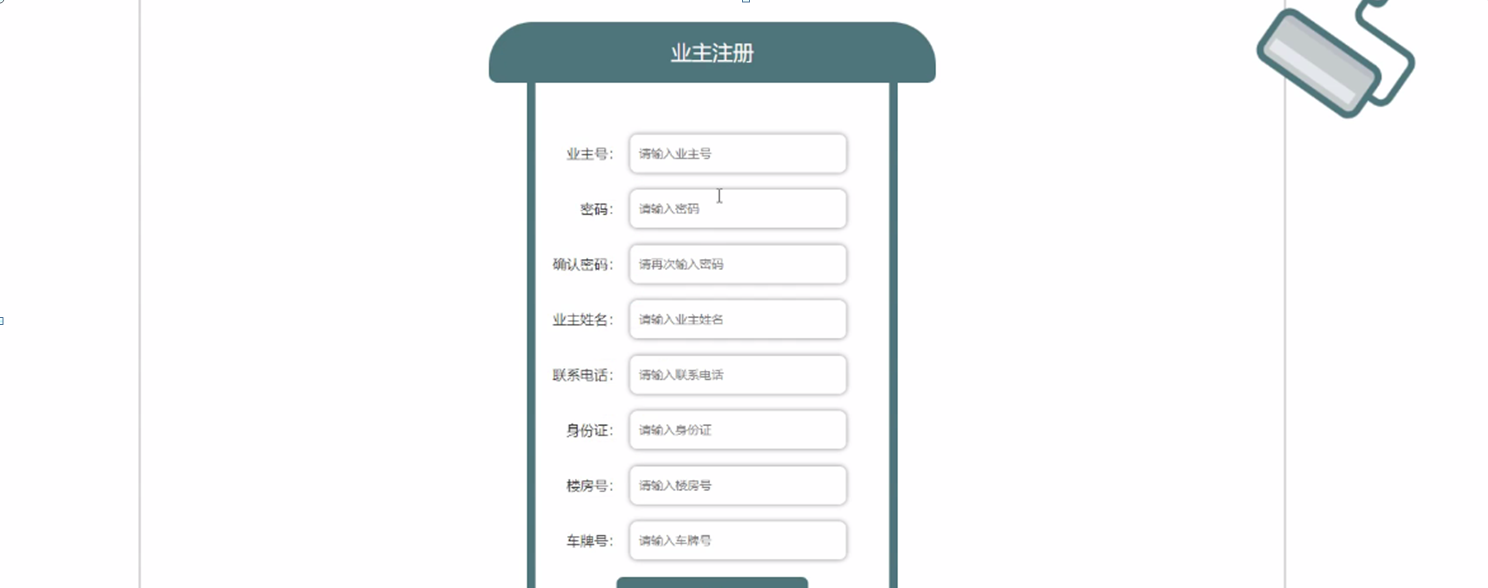 业主注册
业主号： 请输入业主号
密码： 请输入密码
确认密码： 请再次输入密码
业主姓名： 请输入业主姓名
联系电话： 请输入联系电话
身份证： 请输入身份证
楼房号： 请输入楼房号
车牌号： 请输入车牌号